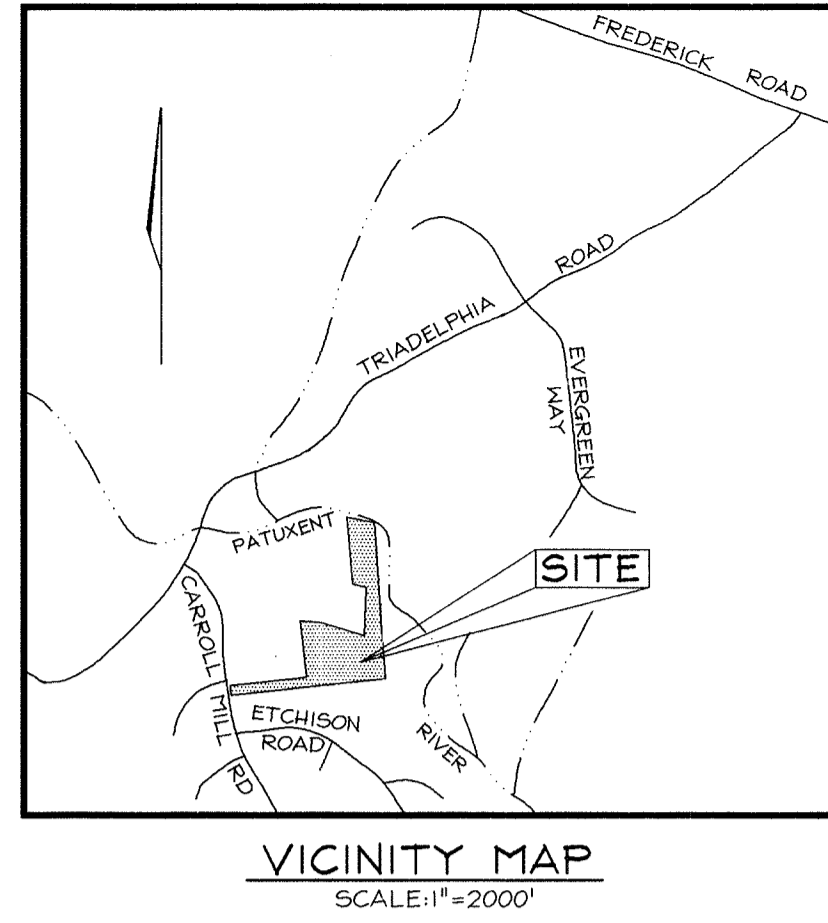 FREDERICK ROAD
TRIADELPHIA ROAD
EVERGREEN
WAY
PATUXENT
SITE
CARROLL MILL RD
ETCHISON
ROAD
RIVER
VICINITY MAP
SCALE:1"=2000'